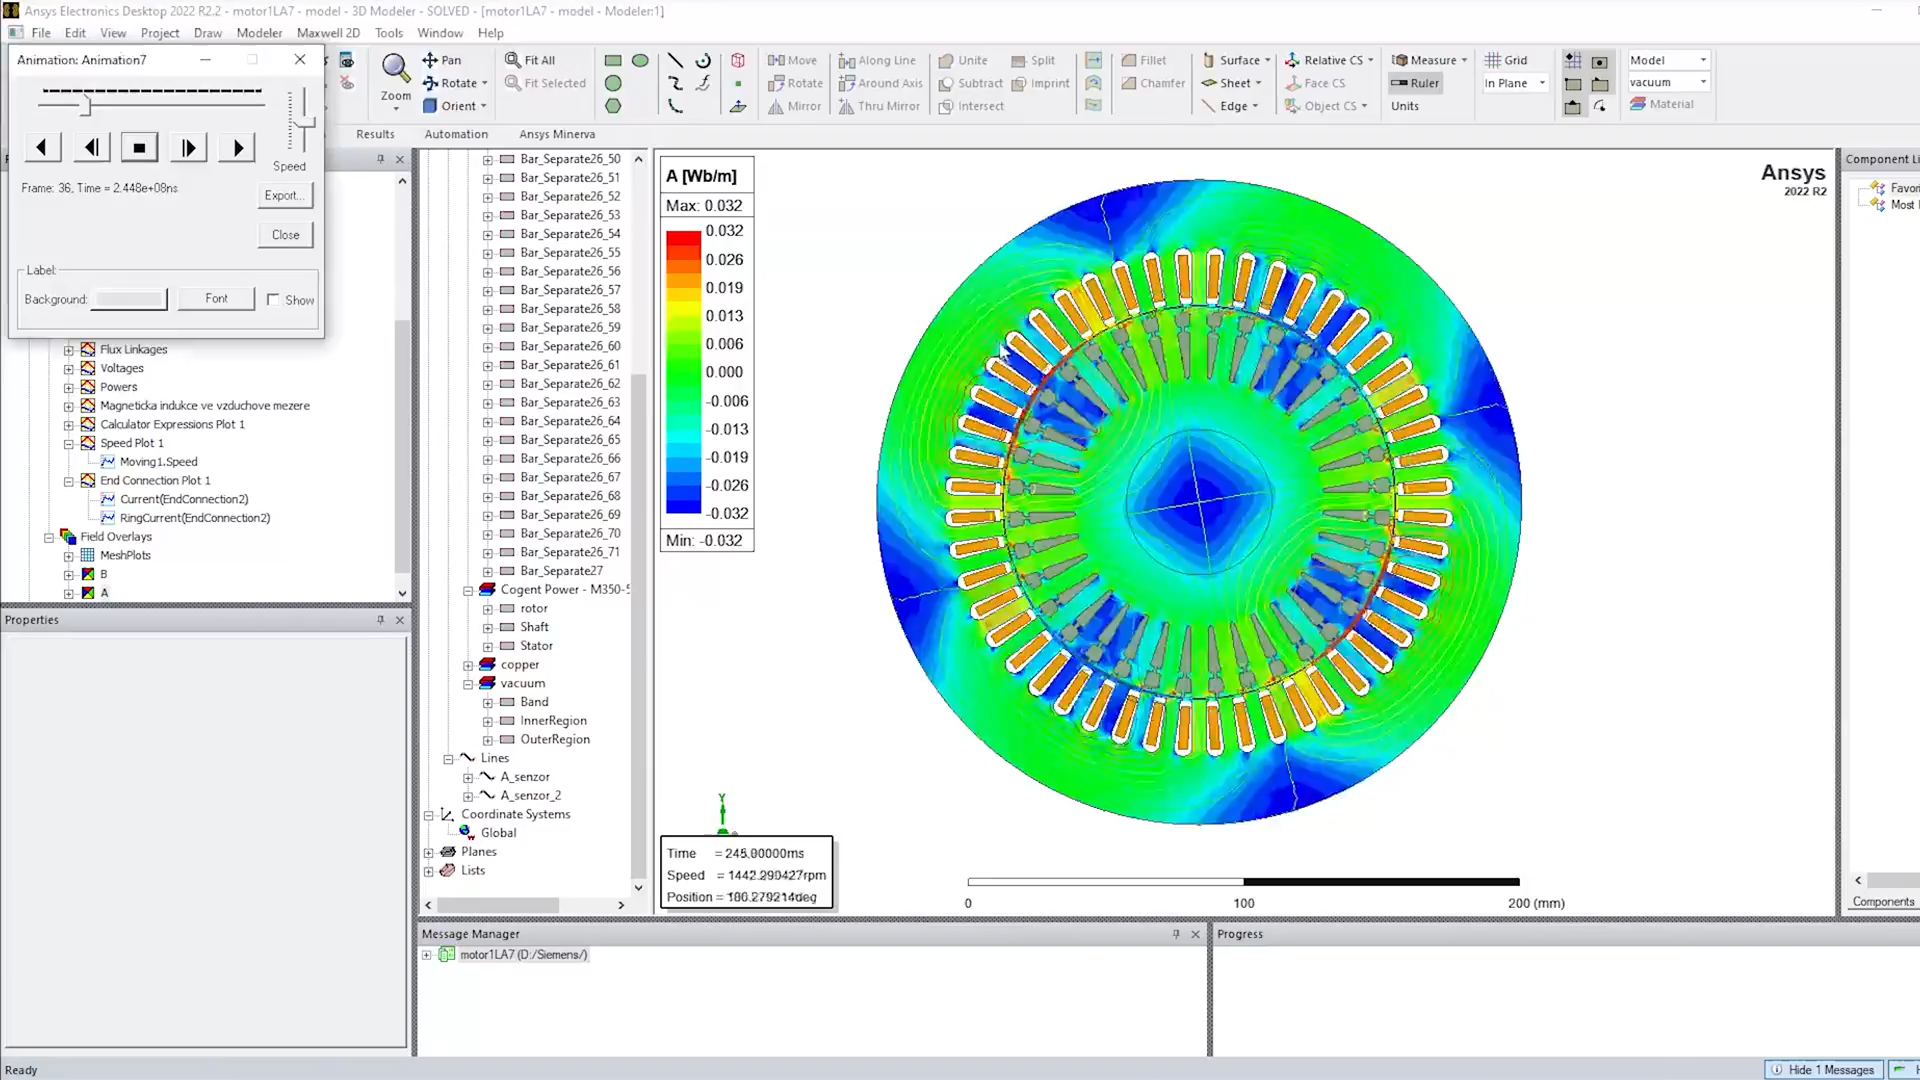 Ansys Electronics Desktop 2022 R2.2 - motor1LA7 - model - 3D Modeler - SOLVED - [motor1LA7 - model - Modeler:1]
File Edit View Project Draw Modeler Tools Maxwell 2D Window Help
Animation: Animation7
Speed
Frame: 36, Time = 2.448e+08ns
Export...
Close
Label:
Background:
Font
Show
Zoom
Pan
Rotate
Orient
Fit All
Fit Selected
Move
Rotate
Mirror
Along Line
Around Axis
Thru Mirror
Unite
Subtract
Intersect
Split
Imprint
Fillet
Chamfer
Surface
Sheet
Edge
Relative CS
Face CS
Object CS
Measure
Ruler
Units
Grid
In Plane
Model
vacuum
Material
Results
Automation
Ansys Minerva
Flux Linkages
Voltages
Powers
Magneticka indukce ve vzduchove mezere
Calculator Expressions Plot 1
Speed Plot 1
Moving1.Speed
End Connection Plot 1
Current(EndConnection2)
RingCurrent(EndConnection2)
Field Overlays
MeshPlots
B
A
Properties
Bar_Separate26_50
Bar_Separate26_51
Bar_Separate26_52
Bar_Separate26_53
Bar_Separate26_54
Bar_Separate26_55
Bar_Separate26_56
Bar_Separate26_57
Bar_Separate26_58
Bar_Separate26_59
Bar_Separate26_60
Bar_Separate26_61
Bar_Separate26_62
Bar_Separate26_63
Bar_Separate26_64
Bar_Separate26_65
Bar_Separate26_66
Bar_Separate26_67
Bar_Separate26_68
Bar_Separate26_69
Bar_Separate26_70
Bar_Separate26_71
Bar_Separate27
Cogent Power - M350-5
rotor
Shaft
Stator
copper
vacuum
Band
InnerRegion
OuterRegion
Lines
A_senzor
A_senzor_2
Coordinate Systems
Global
Planes
Lists
A [Wb/m]
Max: 0.032
0.032
0.026
0.019
0.013
0.006
0.000
-0.006
-0.013
-0.019
-0.026
-0.032
Min: -0.032
Ansys
2022 R2
Y
Time = 245.00000ms
Speed = 1442.290427rpm
0 100 200 (mm)
Component Li
Favori
Most
Components
Message Manager
motor1LA7 (D:/Siemens/)
Progress
Ready
Hide 1 Messages